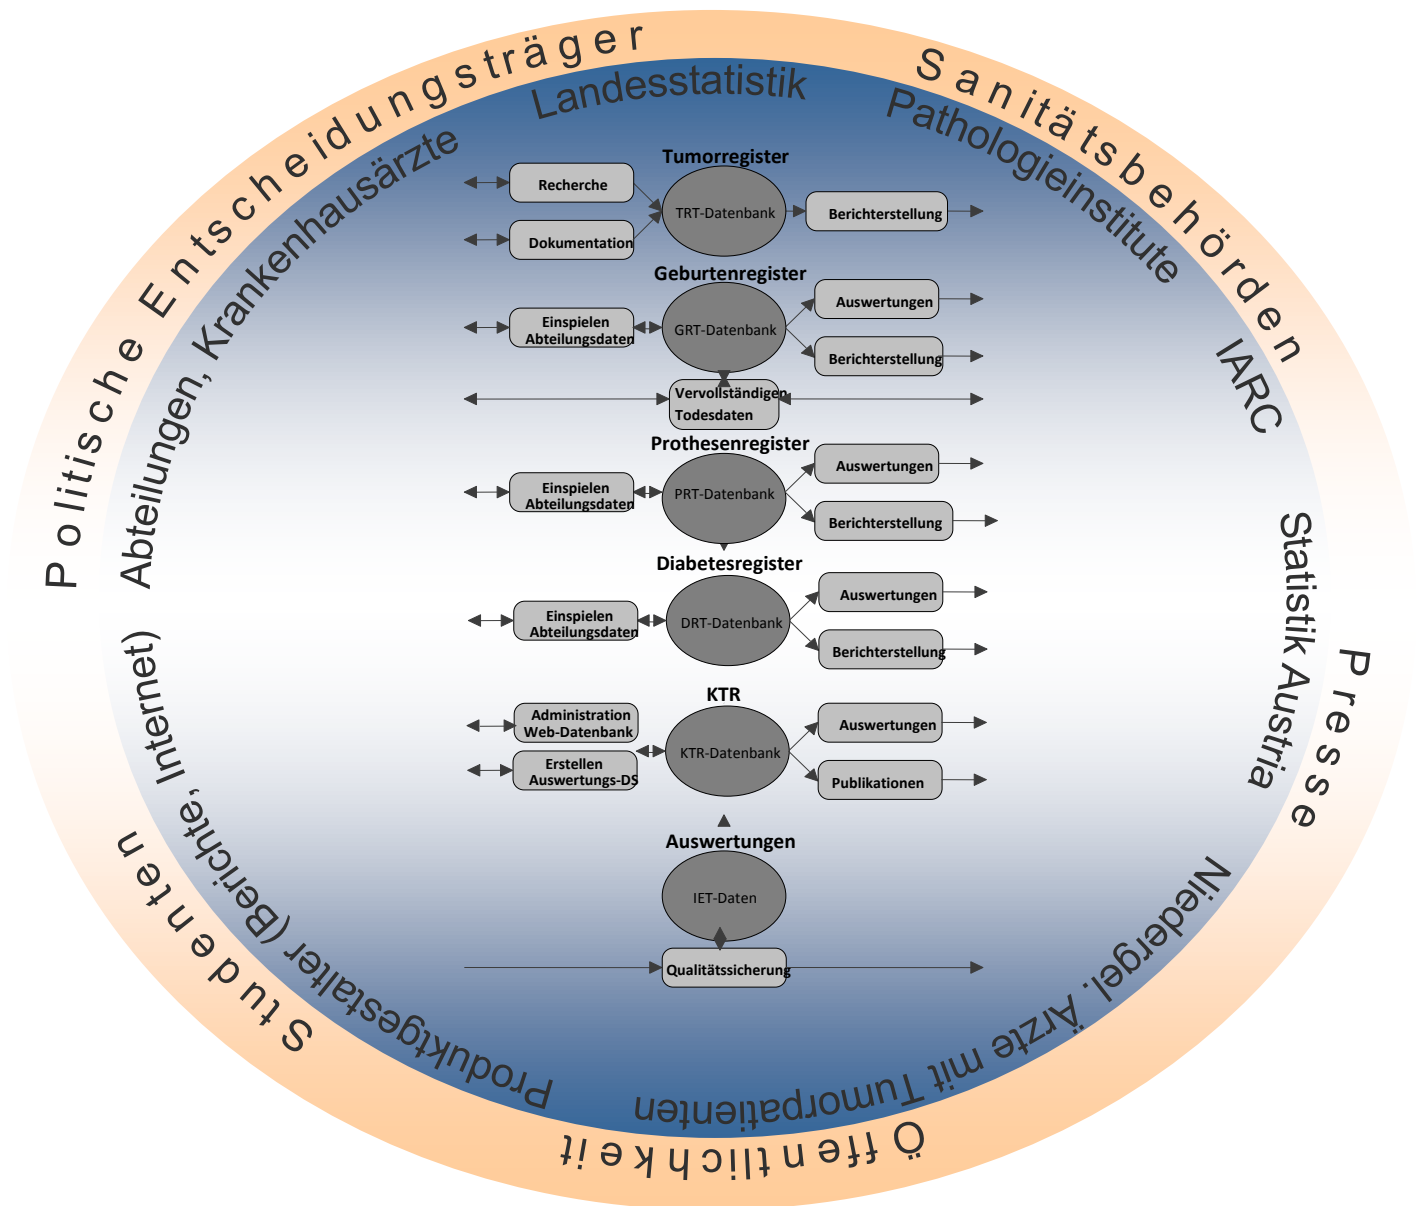 Politische Entscheidungsträger
Sanitätsbehörden
Presse
Öffentlichkeit
Studenten
Landesstatistik
Pathologieinstitute
IARC
Statistik Austria
Niedergel. Ärzte mit Tumorpatienten
Produktgestalter (Berichte, Internet)
Abteilungen, Krankenhausärzte
Tumorregister
Recherche
Dokumentation
TRT-Datenbank
Berichterstellung
Geburtenregister
Einspielen
Abteilungsdaten
GRT-Datenbank
Auswertungen
Berichterstellung
Vervollständigen
Todesdaten
Prothesenregister
Einspielen
Abteilungsdaten
PRT-Datenbank
Auswertungen
Berichterstellung
Diabetesregister
Einspielen
Abteilungsdaten
DRT-Datenbank
Auswertungen
Berichterstellung
KTR
Administration
Web-Datenbank
Erstellen
Auswertungs-DS
KTR-Datenbank
Auswertungen
Publikationen
Auswertungen
IET-Daten
Qualitätssicherung